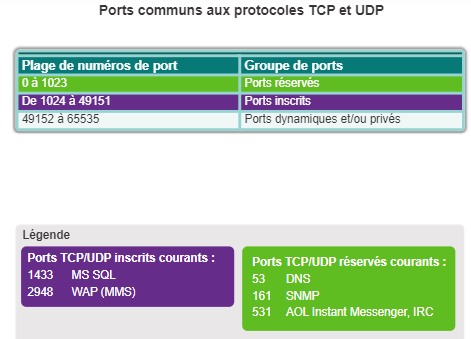 Ports communs aux protocoles TCP et UDP
Plage de numéros de port Groupe de ports
0 à 1023 Ports réservés
De 1024 à 49151 Ports inscrits
49152 à 65535 Ports dynamiques et/ou privés
Légende
Ports TCP/UDP inscrits courants :
1433 MS SQL
2948 WAP (MMS)
Ports TCP/UDP réservés courants :
53 DNS
161 SNMP
531 AOL Instant Messenger, IRC